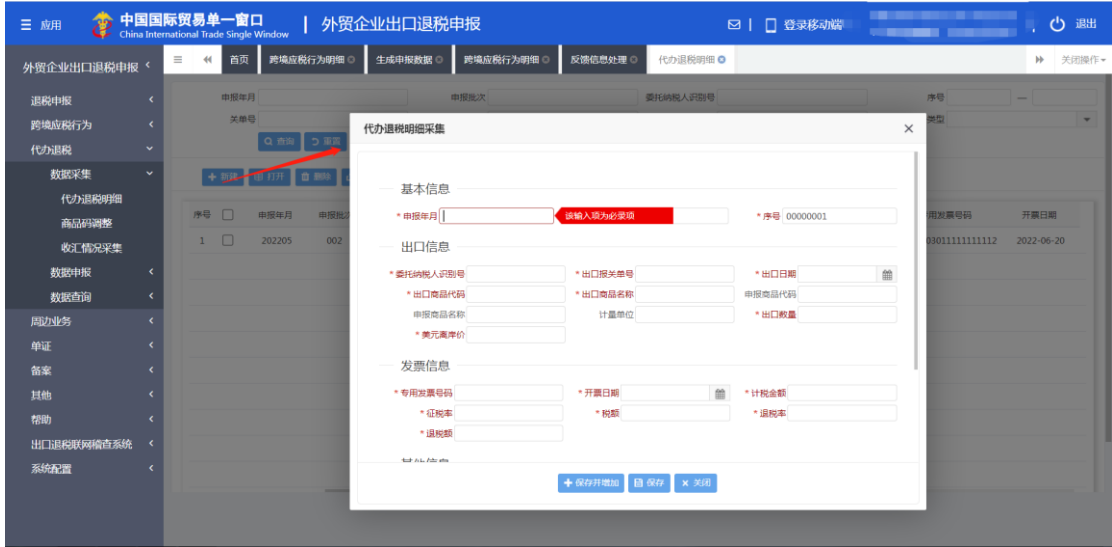 应用 中国国际贸易单一窗口 China International Trade Single Window 外贸企业出口退税申报 登录移动端 退出
外贸企业出口退税申报 首页 跨境应税行为明细 生成申报数据 跨境应税行为明细 反馈信息处理 代办退税明细 关闭操作
退税申报
跨境应税行为
代办退税
数据采集
代办退税明细
商品码调整
收汇情况采集
数据申报
数据查询
周边业务
单证
备案
其他
帮助
出口退税联网稽查系统
系统配置
申报年月 申报批次 委托纳税人识别号 序号 —
关单号 类型
查询 重置
新建 打开 删除
序号 申报年月 申报批 用发票号码 开票日期
1 202205 002 03011111111112 2022-06-20
代办退税明细采集
基本信息
* 申报年月 该输入项为必录项 * 序号 00000001
出口信息
* 委托纳税人识别号 * 出口报关单号 * 出口日期
* 出口商品代码 * 出口商品名称 申报商品代码
申报商品名称 计量单位 * 出口数量
* 美元离岸价
发票信息
* 专用发票号码 * 开票日期 * 计税金额
* 征税率 * 税额 * 退税率
* 退税额
其他信息
保存并增加 保存 关闭